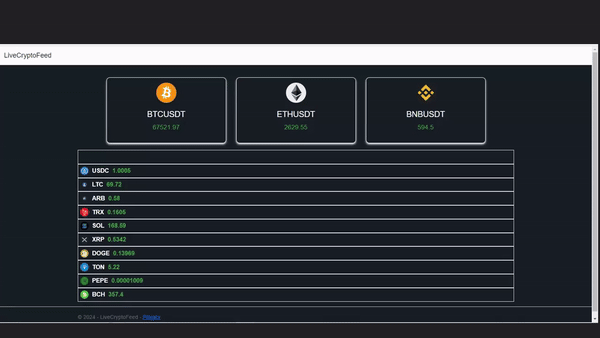 LiveCryptoFeed
BTCUSDT
67521.97
ETHUSDT
2629.55
BNBUSDT
594.5
USDC 1.0005
LTC 69.72
ARB 0.58
TRX 0.1605
SOL 168.59
XRP 0.5342
DOGE 0.13969
TON 5.22
PEPE 0.00001009
BCH 357.4
© 2024 - LiveCryptoFeed - Privacy